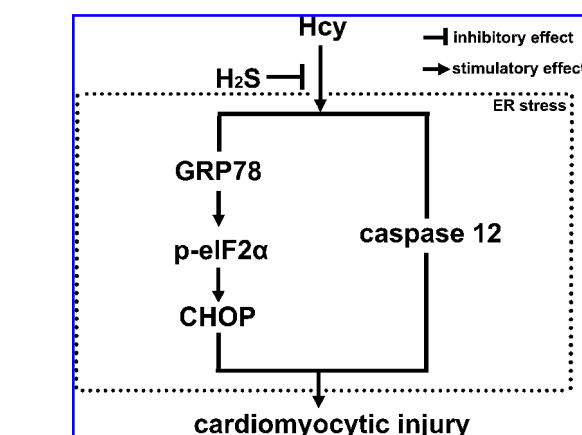 Hcy
inhibitory effect
H₂S
stimulatory effect
ER stress
GRP78
caspase 12
p-eIF2α
CHOP
cardiomyocytic injury